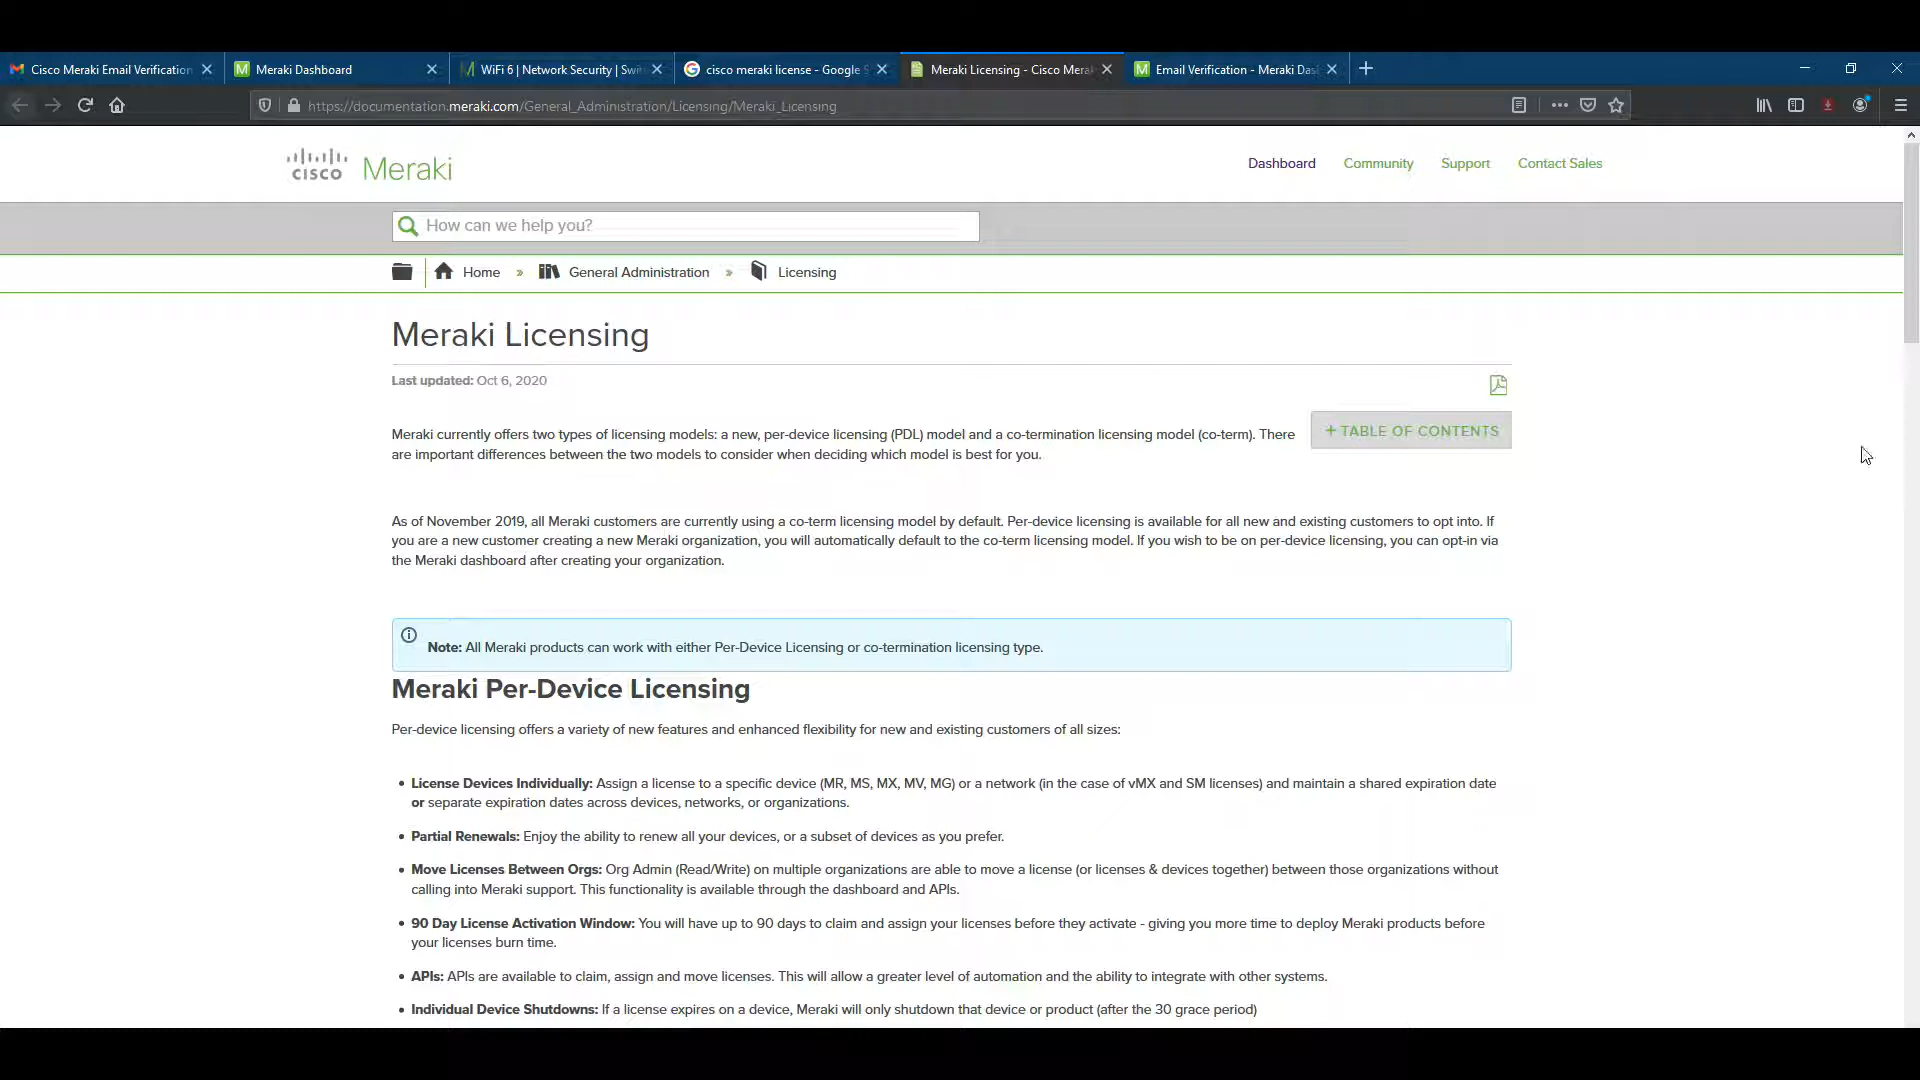 Cisco Meraki Email Verification
Meraki Dashboard
WiFi 6 | Network Security | Swi
cisco meraki license - Google S
Meraki Licensing - Cisco Merak
Email Verification - Meraki Das
https://documentation.meraki.com/General_Administration/Licensing/Meraki_Licensing
cisco Meraki
Dashboard Community Support Contact Sales
How can we help you?
Home » General Administration » Licensing
Meraki Licensing
Last updated: Oct 6, 2020
Meraki currently offers two types of licensing models: a new, per-device licensing (PDL) model and a co-termination licensing model (co-term). There
are important differences between the two models to consider when deciding which model is best for you.
+ TABLE OF CONTENTS
As of November 2019, all Meraki customers are currently using a co-term licensing model by default. Per-device licensing is available for all new and existing customers to opt into. If
you are a new customer creating a new Meraki organization, you will automatically default to the co-term licensing model. If you wish to be on per-device licensing, you can opt-in via
the Meraki dashboard after creating your organization.
Note: All Meraki products can work with either Per-Device Licensing or co-termination licensing type.
Meraki Per-Device Licensing
Per-device licensing offers a variety of new features and enhanced flexibility for new and existing customers of all sizes:
• License Devices Individually: Assign a license to a specific device (MR, MS, MX, MV, MG) or a network (in the case of vMX and SM licenses) and maintain a shared expiration date
or separate expiration dates across devices, networks, or organizations.
• Partial Renewals: Enjoy the ability to renew all your devices, or a subset of devices as you prefer.
• Move Licenses Between Orgs: Org Admin (Read/Write) on multiple organizations are able to move a license (or licenses & devices together) between those organizations without
calling into Meraki support. This functionality is available through the dashboard and APIs.
• 90 Day License Activation Window: You will have up to 90 days to claim and assign your licenses before they activate - giving you more time to deploy Meraki products before
your licenses burn time.
• APIs: APIs are available to claim, assign and move licenses. This will allow a greater level of automation and the ability to integrate with other systems.
• Individual Device Shutdowns: If a license expires on a device, Meraki will only shutdown that device or product (after the 30 grace period)